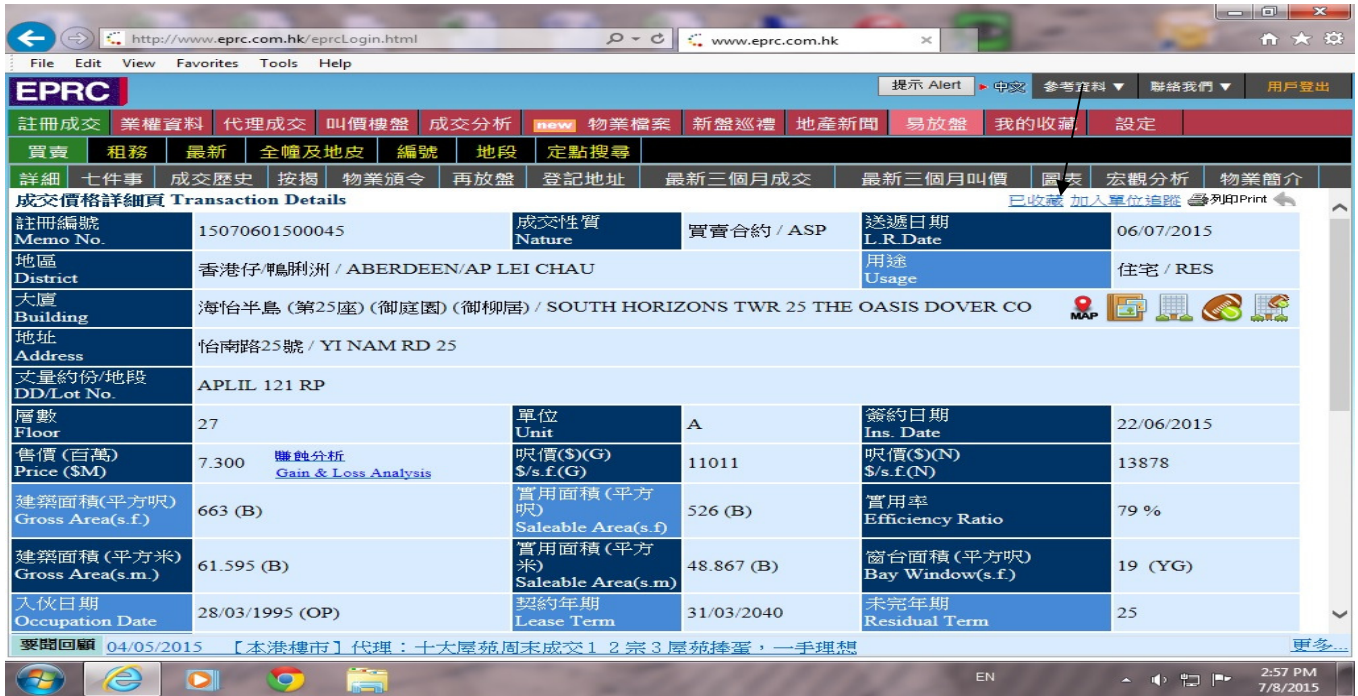 http://www.eprc.com.hk/eprcLogin.html www.eprc.com.hk
File Edit View Favorites Tools Help
EPRC 提示 Alert 中文 參考資料 ▼ 聯絡我們 ▼ 用戶登出
註冊成交 業權資料 代理成交 叫價樓盤 成交分析 new 物業檔案 新盤巡禮 地產新聞 易放盤 我的收藏 設定
買賣 租務 最新 全幢及地皮 編號 地段 定點搜尋
詳細 七件事 成交歷史 按揭 物業頒令 再放盤 登記地址 最新三個月成交 最新三個月叫價 圖表 宏觀分析 物業簡介
成交價格詳細頁 Transaction Details 已收藏 加入單位追蹤 列印Print
註冊編號 Memo No. 15070601500045 成交性質 Nature 買賣合約 / ASP 送遞日期 L.R.Date 06/07/2015
地區 District 香港仔/鴨脷洲 / ABERDEEN/AP LEI CHAU 用途 Usage 住宅 / RES
大廈 Building 海怡半島 (第25座) (御庭園) (御柳居) / SOUTH HORIZONS TWR 25 THE OASIS DOVER CO MAP
地址 Address 怡南路25號 / YI NAM RD 25
丈量約份/地段 DD/Lot No. APLIL 121 RP
層數 Floor 27 單位 Unit A 簽約日期 Ins. Date 22/06/2015
售價 (百萬) Price ($M) 7.300 賺蝕分析 Gain & Loss Analysis 呎價($)(G) $/s.f.(G) 11011 呎價($)(N) $/s.f.(N) 13878
建築面積(平方呎) Gross Area(s.f.) 663 (B) 實用面積 (平方呎) Saleable Area(s.f) 526 (B) 實用率 Efficiency Ratio 79 %
建築面積 (平方米) Gross Area(s.m.) 61.595 (B) 實用面積 (平方米) Saleable Area(s.m) 48.867 (B) 窗台面積 (平方呎) Bay Window(s.f.) 19 (YG)
入伙日期 Occupation Date 28/03/1995 (OP) 契約年期 Lease Term 31/03/2040 未完年期 Residual Term 25
要聞回顧 04/05/2015 【本港樓市】代理：十大屋苑周末成交１２宗３屋苑捧蛋，一手理想 更多...
EN 2:57 PM
7/8/2015